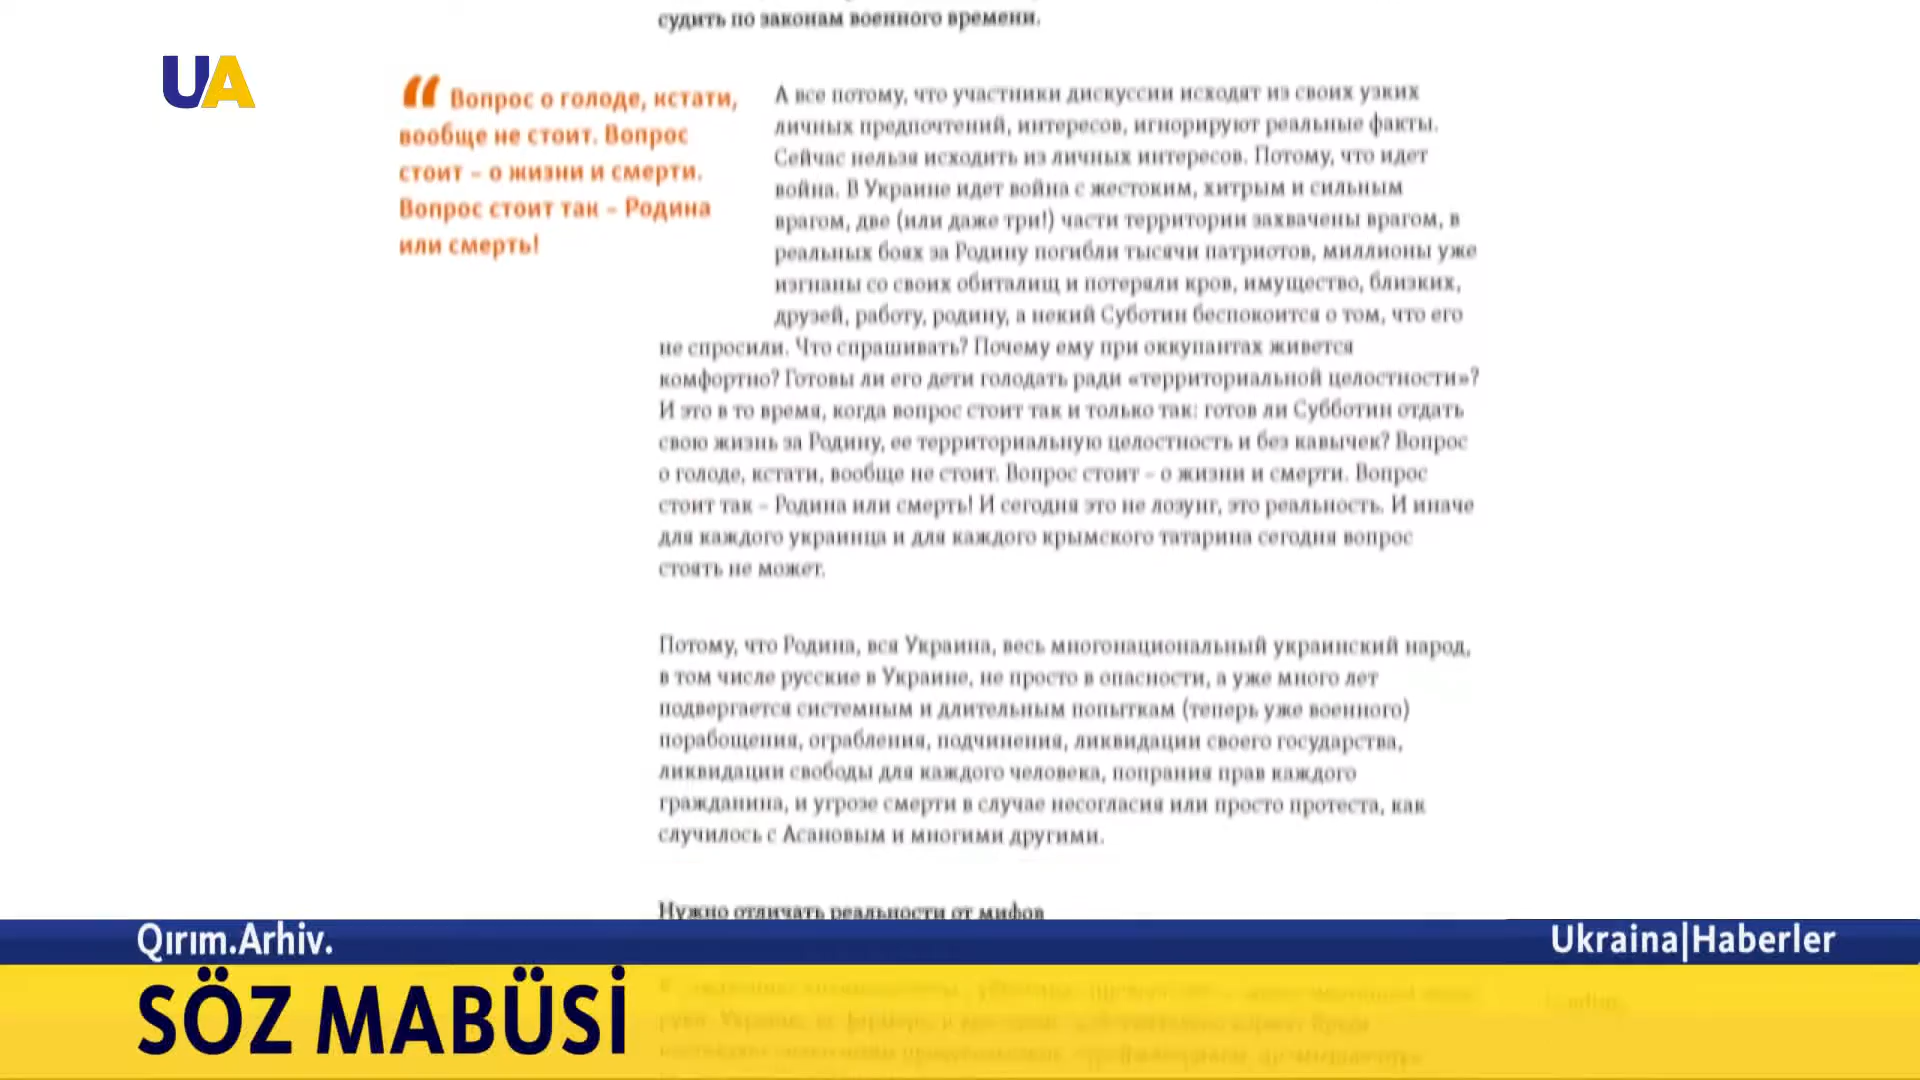 судить по законам военного времени.
UA
“ Вопрос о голоде, кстати,
вообще не стоит. Вопрос
стоит – о жизни и смерти.
Вопрос стоит так – Родина
или смерть!
А все потому, что участники дискуссии исходят из своих узких
личных предпочтений, интересов, игнорируют реальные факты.
Сейчас нельзя исходить из личных интересов. Потому, что идет
война. В Украине идет война с жестоким, хитрым и сильным
врагом, две (или даже три!) части территории захвачены врагом, в
реальных боях за Родину погибли тысячи патриотов, миллионы уже
изгнаны со своих обиталищ и потеряли кров, имущество, близких,
друзей, работу, родину, а некий Суботин беспокоится о том, что его
не спросили. Что спрашивать? Почему ему при оккупантах живется
комфортно? Готовы ли его дети голодать ради «территориальной целостности»?
И это в то время, когда вопрос стоит так и только так: готов ли Субботин отдать
свою жизнь за Родину, ее территориальную целостность и без кавычек? Вопрос
о голоде, кстати, вообще не стоит. Вопрос стоит – о жизни и смерти. Вопрос
стоит так – Родина или смерть! И сегодня это не лозунг, это реальность. И иначе
для каждого украинца и для каждого крымского татарина сегодня вопрос
стоять не может.
Потому, что Родина, вся Украина, весь многонациональный украинский народ,
в том числе русские в Украине, не просто в опасности, а уже много лет
подвергается системным и длительным попыткам (теперь уже военного)
порабощения, ограбления, подчинения, ликвидации своего государства,
ликвидации свободы для каждого человека, попрания прав каждого
гражданина, и угрозе смерти в случае несогласия или просто протеста, как
случилось с Асановым и многими другими.
Нужно отличать реальности от мифов
Qırım.Arhiv.
Ukraina|Haberler
SÖZ MABÜSİ